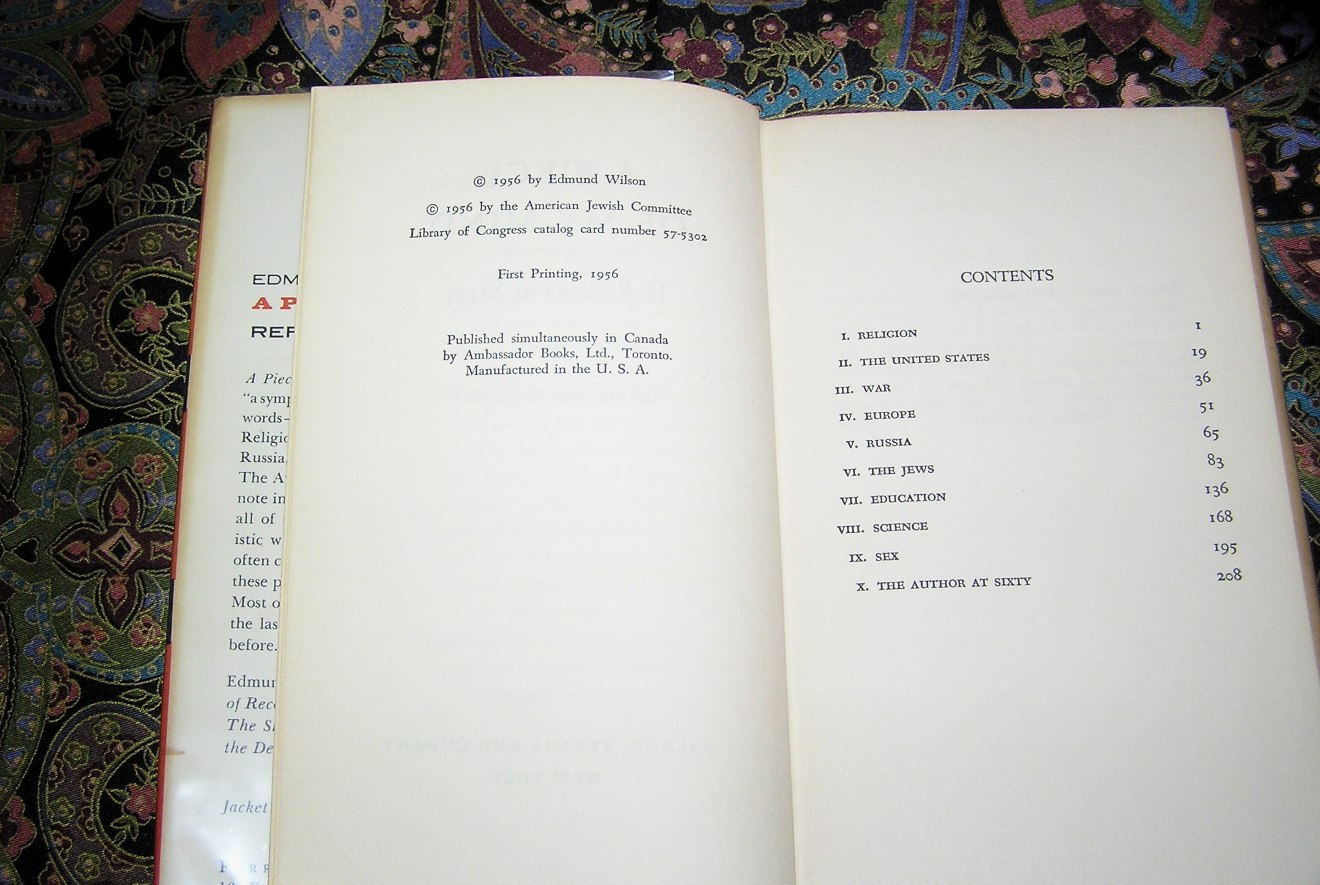 EDM
A P
REF
A Piec
"a symp
words—
Religio
Russia,
The A
note in
all of
istic w
often c
these p
Most o
the las
before.
Edmun
of Reco
The Sh
the De
Jacket
© 1956 by Edmund Wilson
© 1956 by the American Jewish Committee
Library of Congress catalog card number 57-5302
First Printing, 1956
Published simultaneously in Canada
by Ambassador Books, Ltd., Toronto.
Manufactured in the U. S. A.
CONTENTS
I. RELIGION 1
II. THE UNITED STATES 19
III. WAR 36
IV. EUROPE 51
V. RUSSIA 65
VI. THE JEWS 83
VII. EDUCATION 136
VIII. SCIENCE 168
IX. SEX 195
X. THE AUTHOR AT SIXTY 208